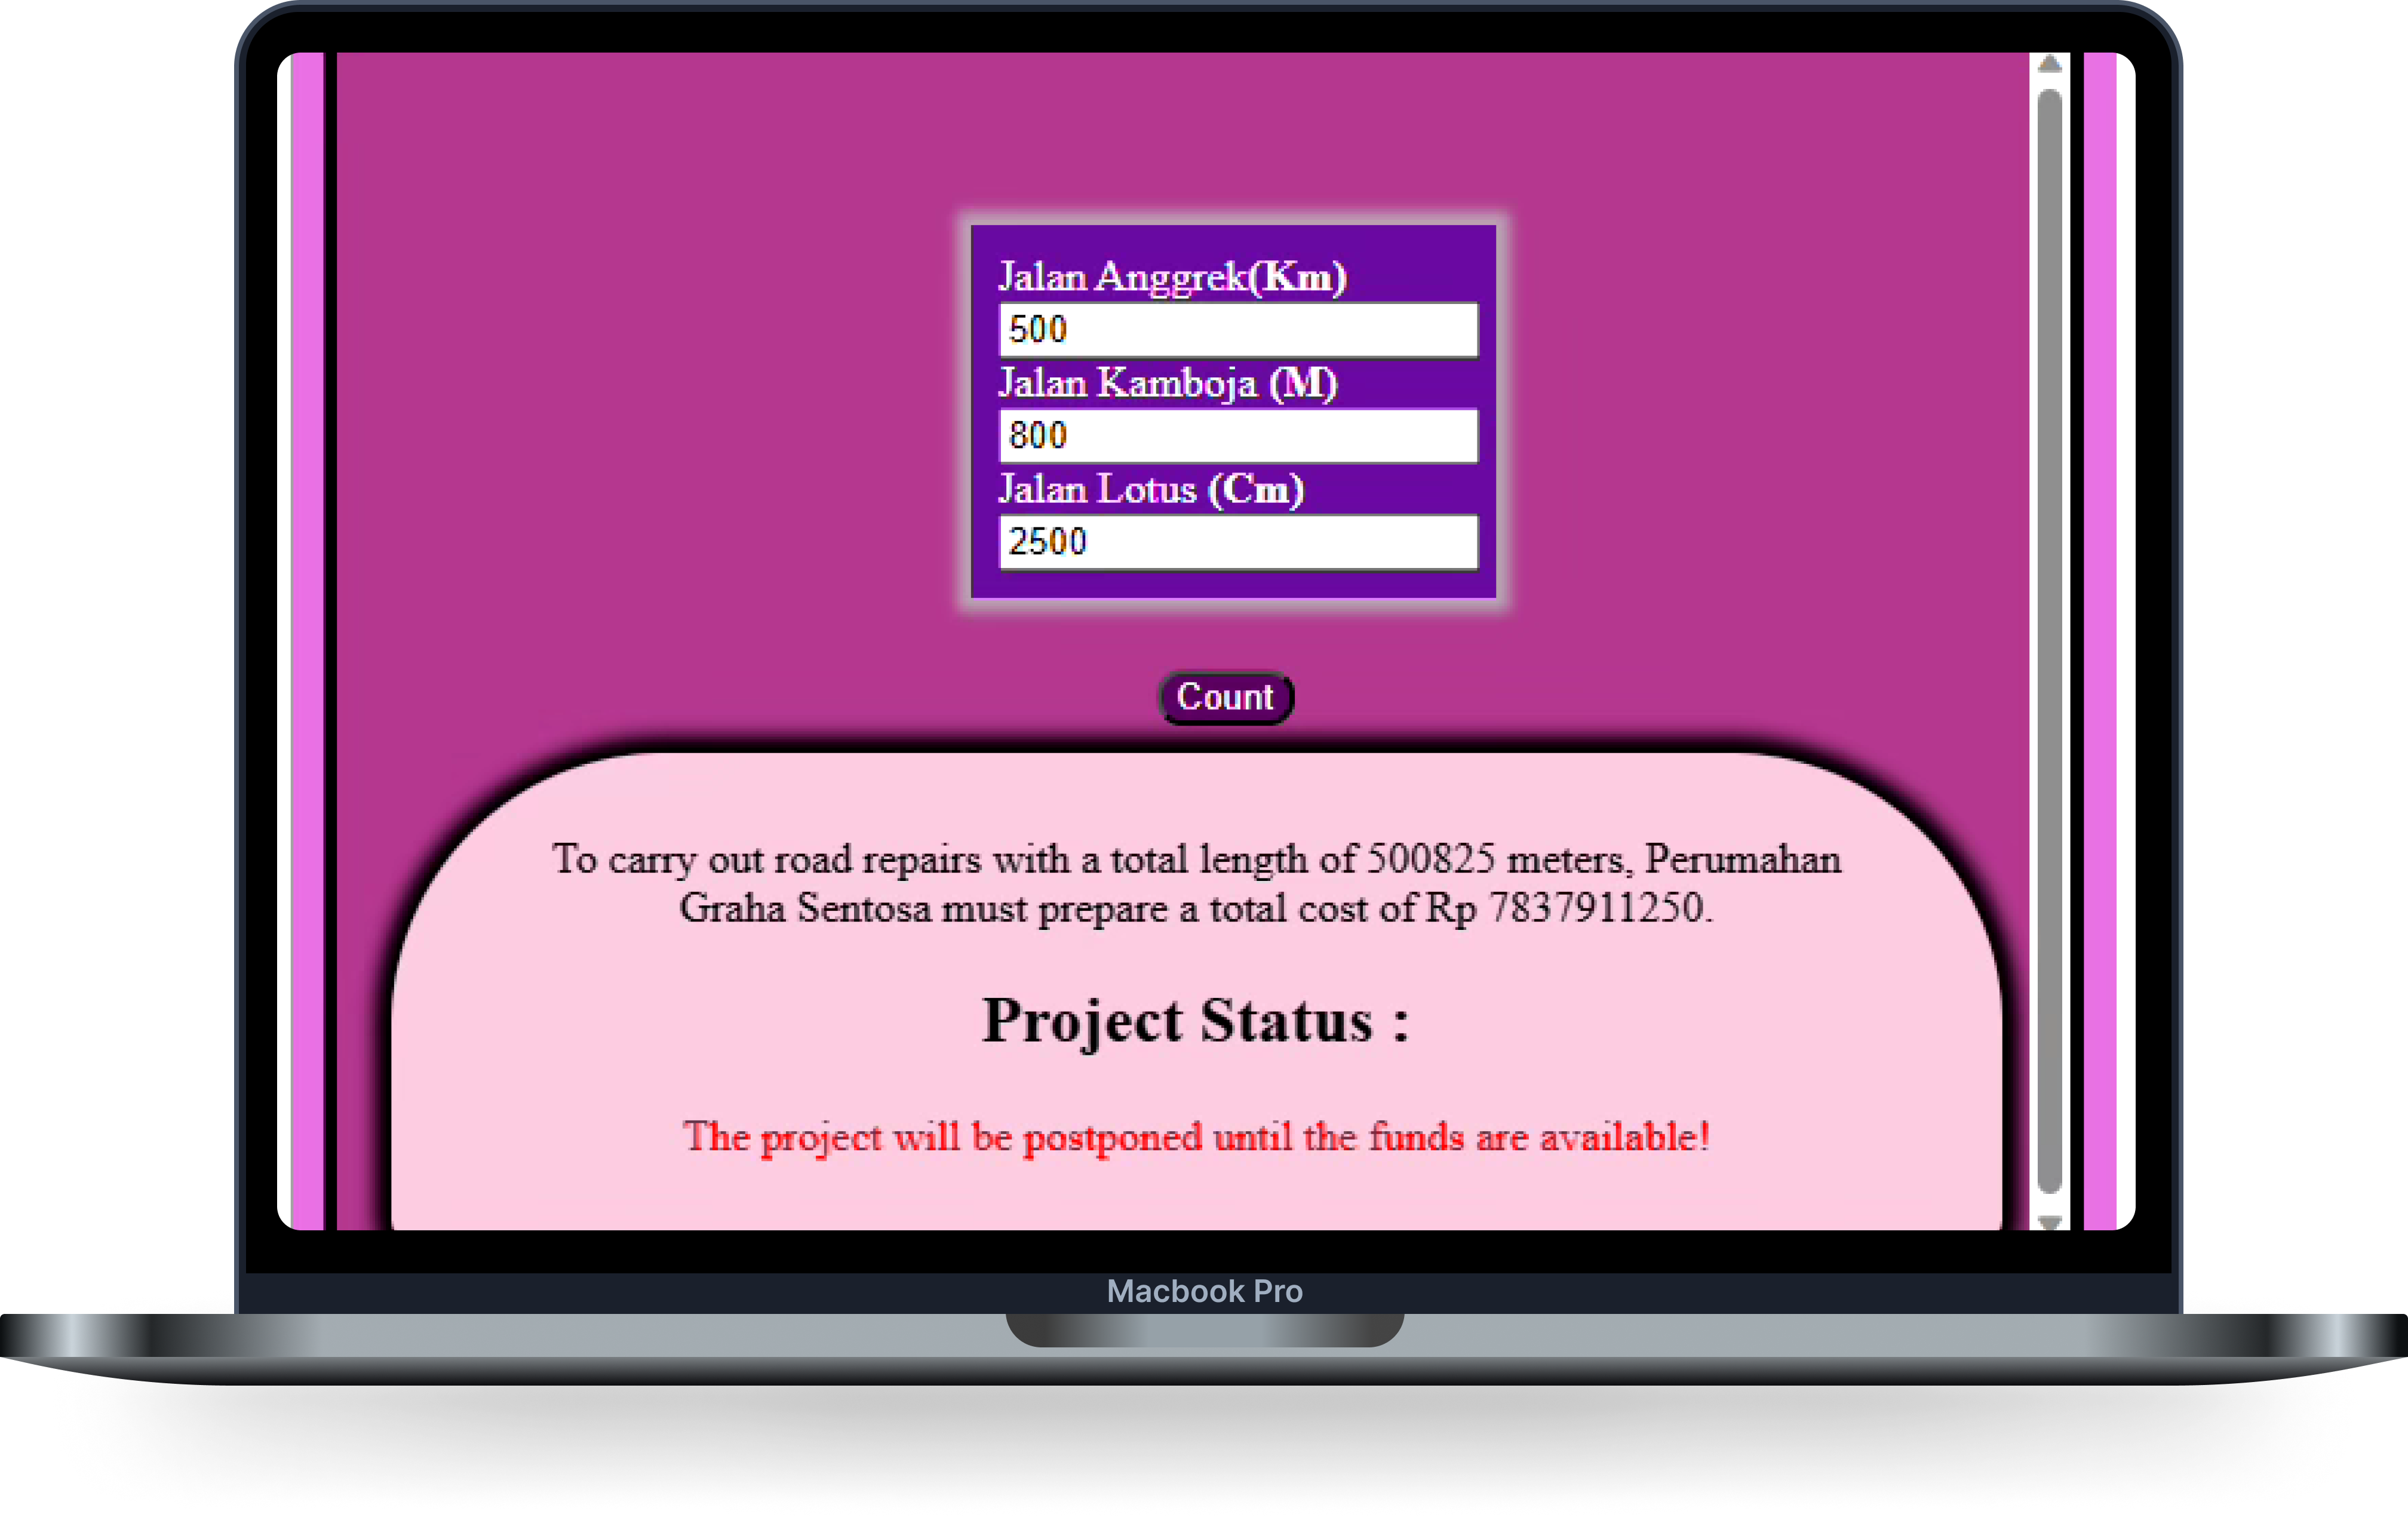 Jalan Anggrek(Km)
500
Jalan Kamboja (M)
800
Jalan Lotus (Cm)
2500
Count
To carry out road repairs with a total length of 500825 meters, Perumahan
Graha Sentosa must prepare a total cost of Rp 7837911250.
Project Status :
The project will be postponed until the funds are available!
Macbook Pro